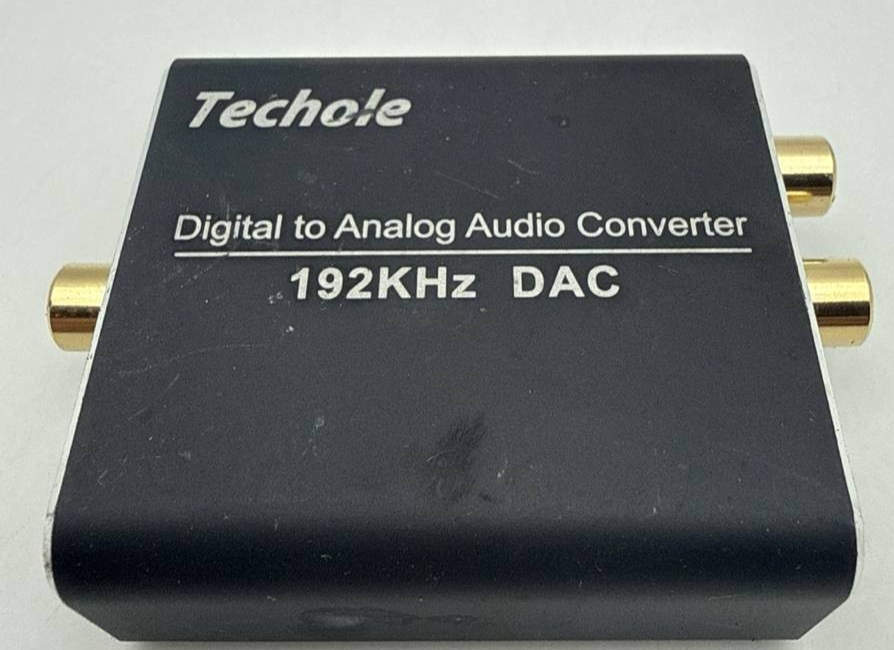 Techole
Digital to Analog Audio Converter
192KHz DAC